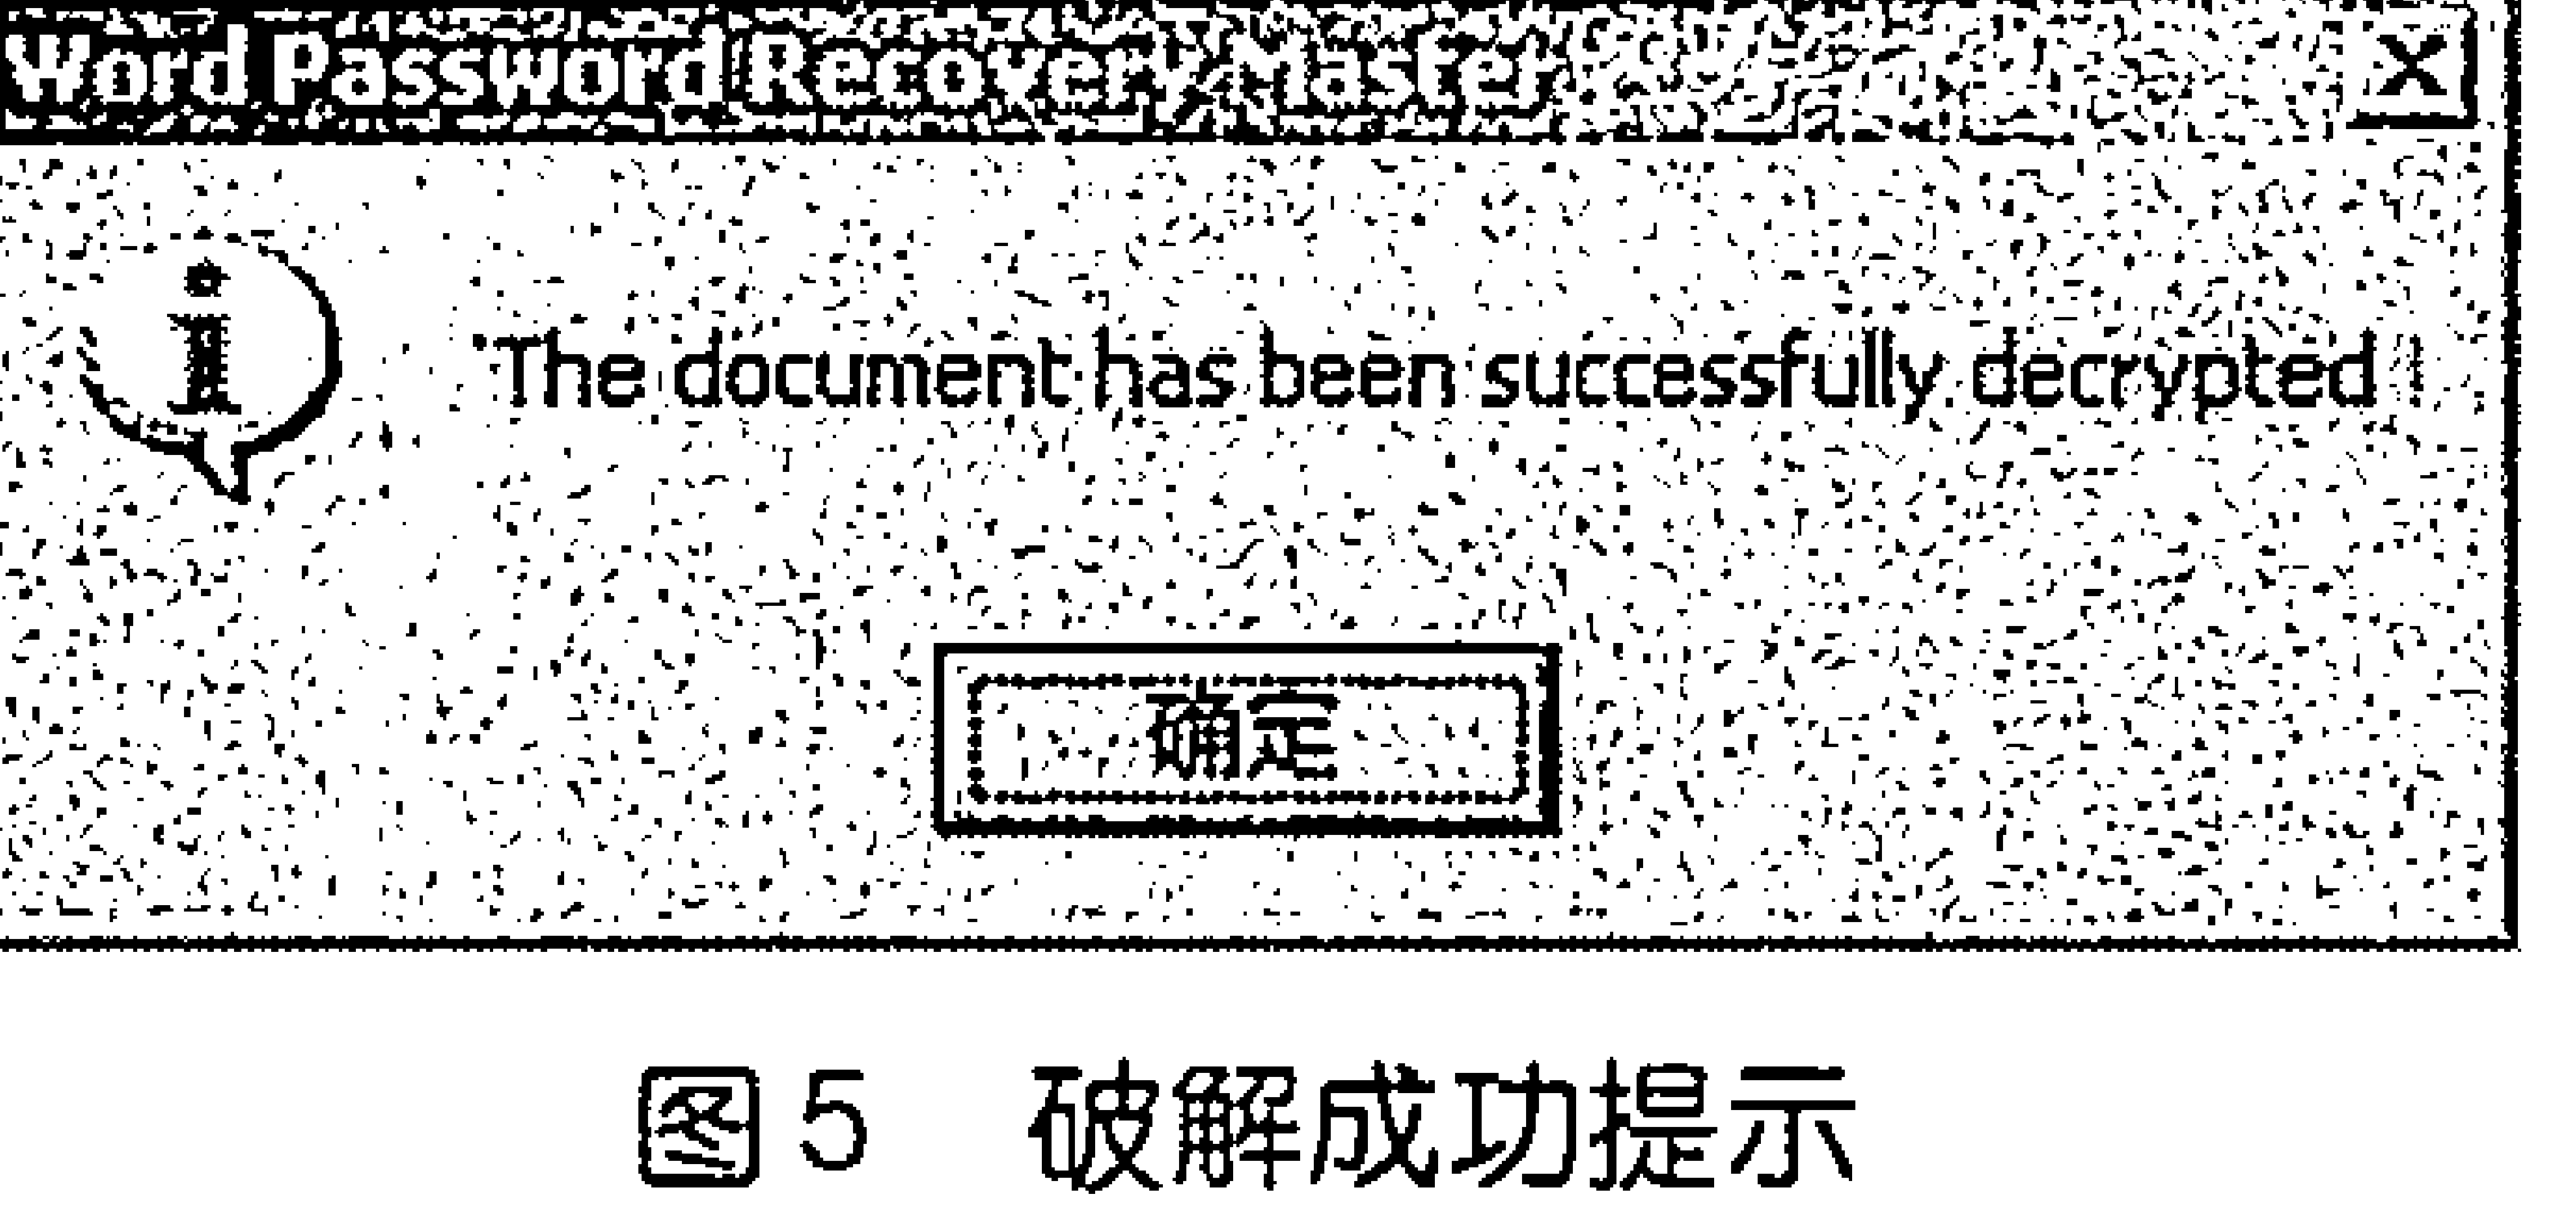 Word Password Recovery Master
The document has been successfully decrypted !
确定
图 5 破解成功提示